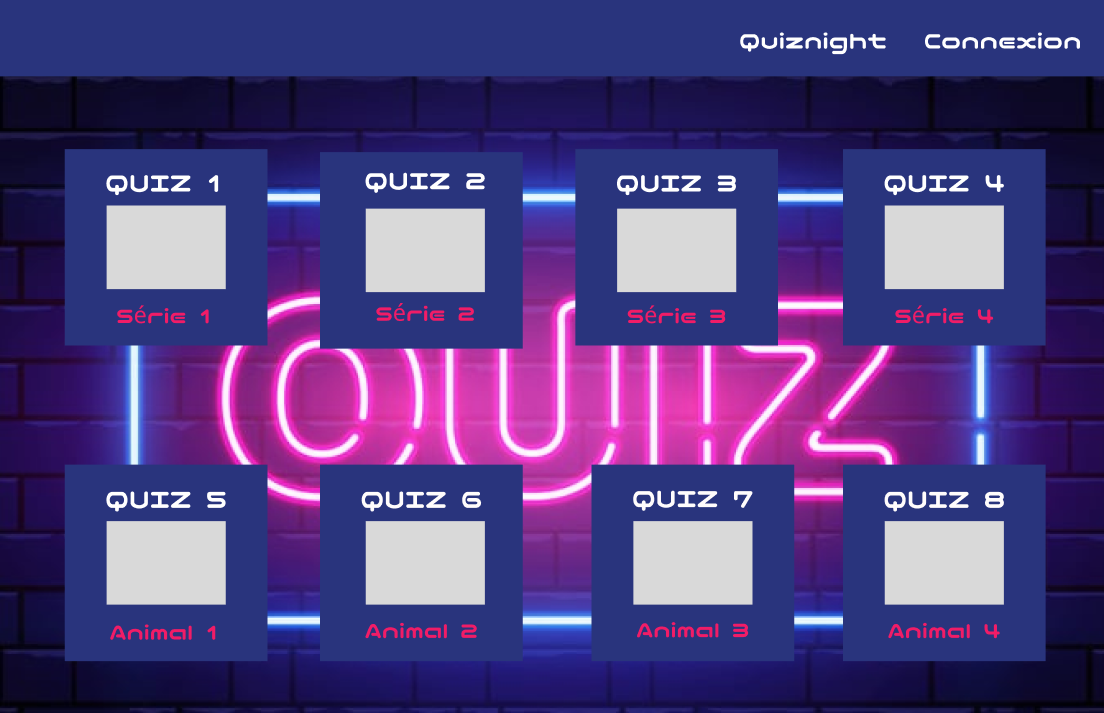 Quiznight Connexion
QUIZ 1 QUIZ 2 QUIZ 3 QUIZ 4
Série 1 Série 2 Série 3 Série 4
QUIZ
QUIZ 5 QUIZ 6 QUIZ 7 QUIZ 8
Animal 1 Animal 2 Animal 3 Animal 4